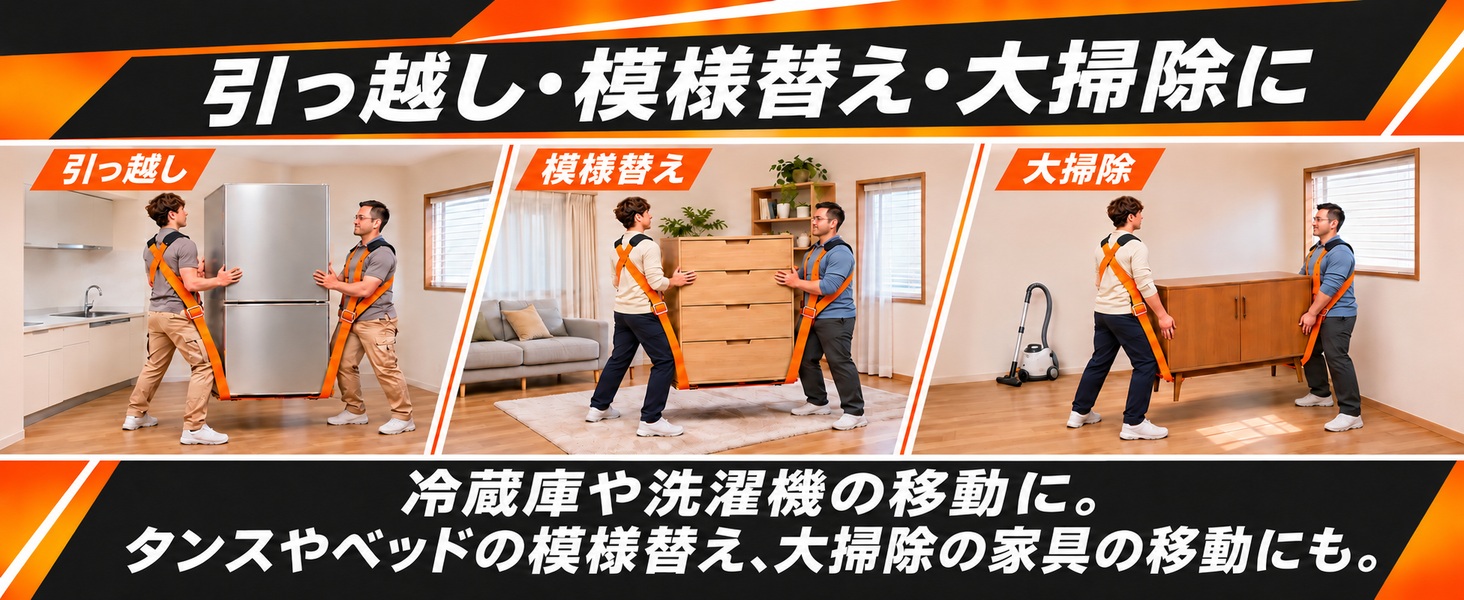 引っ越し・模様替え・大掃除に
引っ越し
模様替え
大掃除
冷蔵庫や洗濯機の移動に。
タンスやベッドの模様替え、大掃除の家具の移動にも。